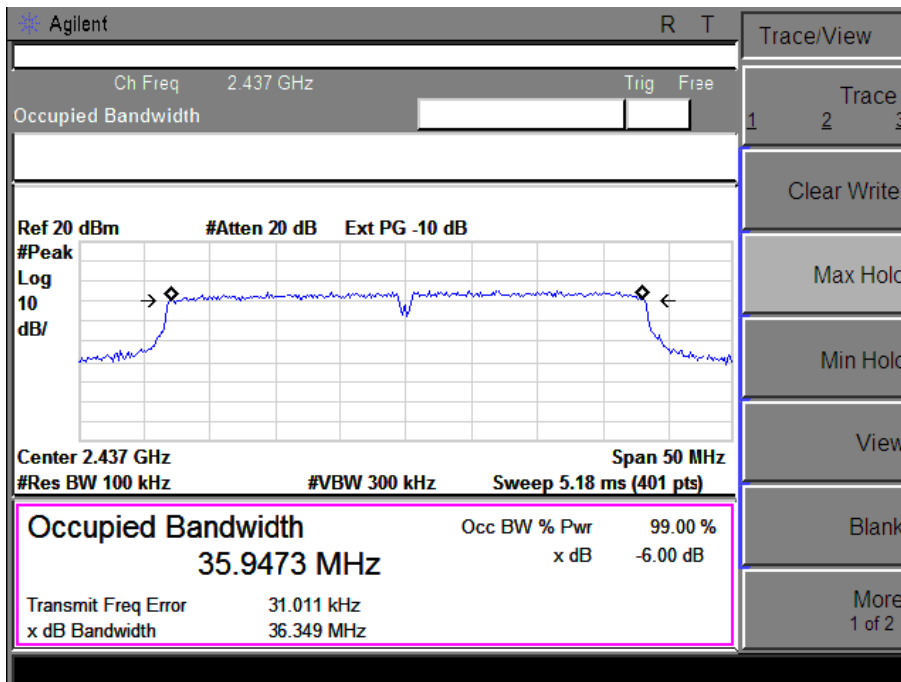 Agilent R T
Ch Freq 2.437 GHz Trig Free
Occupied Bandwidth
Ref 20 dBm #Atten 20 dB Ext PG -10 dB
#Peak
Log
10
dB/
Center 2.437 GHz Span 50 MHz
#Res BW 100 kHz #VBW 300 kHz Sweep 5.18 ms (401 pts)
Occupied Bandwidth
35.9473 MHz
Occ BW % Pwr 99.00 %
x dB -6.00 dB
Transmit Freq Error 31.011 kHz
x dB Bandwidth 36.349 MHz
Trace/View
Trace
1 2 3
Clear Write
Max Hold
Min Hold
View
Blank
More
1 of 2